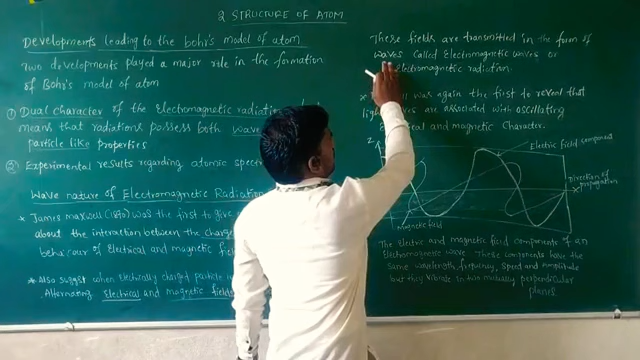 2 STRUCTURE OF ATOM
Developments leading to the bohr's model of atom
Two developments played a major role in the formation
of Bohr's model of atom
① Dual character of the Electromagnetic radiation
means that radiations possess both wave
particle like properties
② Experimental results regarding atomic
Wave nature of Electromagnetic Radiation
* James Maxwell (1870) was the first to give
about the interaction between the charge
behaviour of Electrical and magnetic
* Also suggest when Electrically charged particle
Alternating Electrical and magnetic fields
These fields are transmitted in the form of
waves called Electromagnetic waves or
Electromagnetic radiation.
* was again the first to reveal that
are associated with oscillating
Electrical and magnetic Character.
Z
Electric field component
Direction of
propagation
X
magnetic field
The Electric and magnetic field components of an
Electromagnetic wave. These components have the
same wavelength, frequency, speed and Amplitude
but they vibrate in two mutually perpendicular
planes.